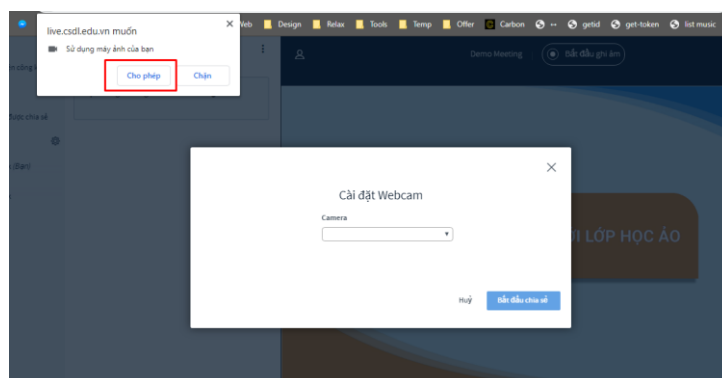 live.csdl.edu.vn muốn
Sử dụng máy ảnh của bạn
Cho phép
Chặn
Web
Design
Relax
Tools
Temp
Offer
Carbon
getid
get-token
list music
Demo Meeting
Bắt đầu ghi âm
được chia sẻ
(Bạn)
Cài đặt Webcam
Camera
LỚP HỌC ẢO
Huỷ
Bắt đầu chia sẻ